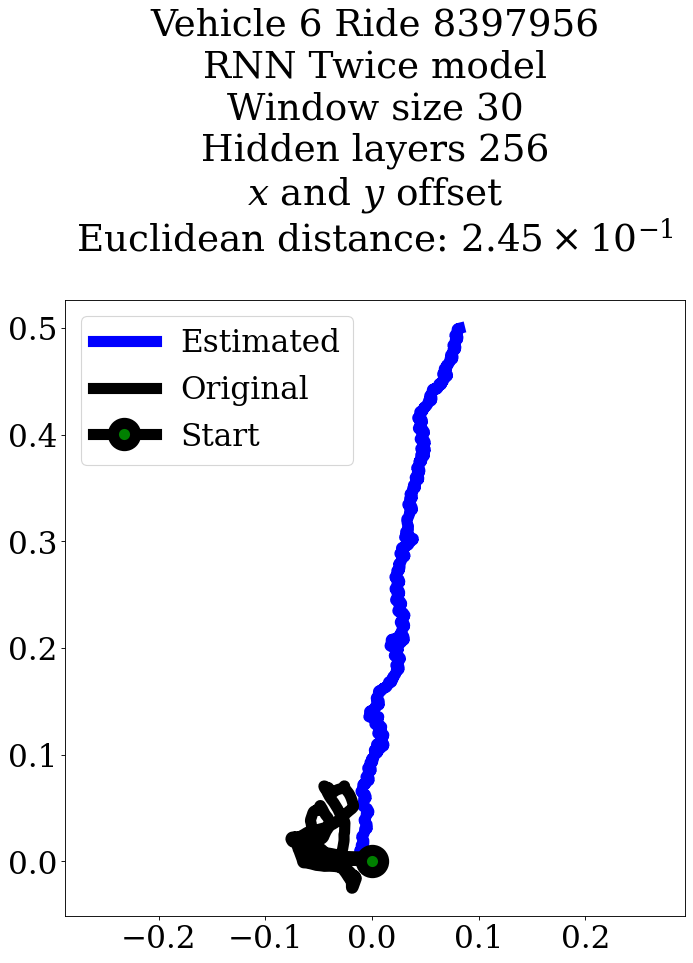 Vehicle 6 Ride 8397956
RNN Twice model
Window size 30
Hidden layers 256
x and y offset
Euclidean distance: 2.45 × 10⁻¹
Estimated
Original
Start
0.5
0.4
0.3
0.2
0.1
0.0
−0.2 −0.1 0.0 0.1 0.2